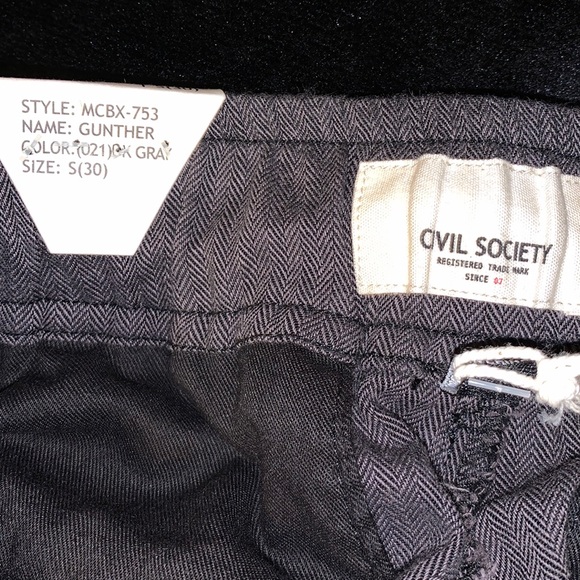 STYLE: MCBX-753
NAME: GUNTHER
COLOR:(021)DK GRAY
SIZE: S(30)
CIVIL SOCIETY
REGISTERED TRADE MARK
SINCE 07